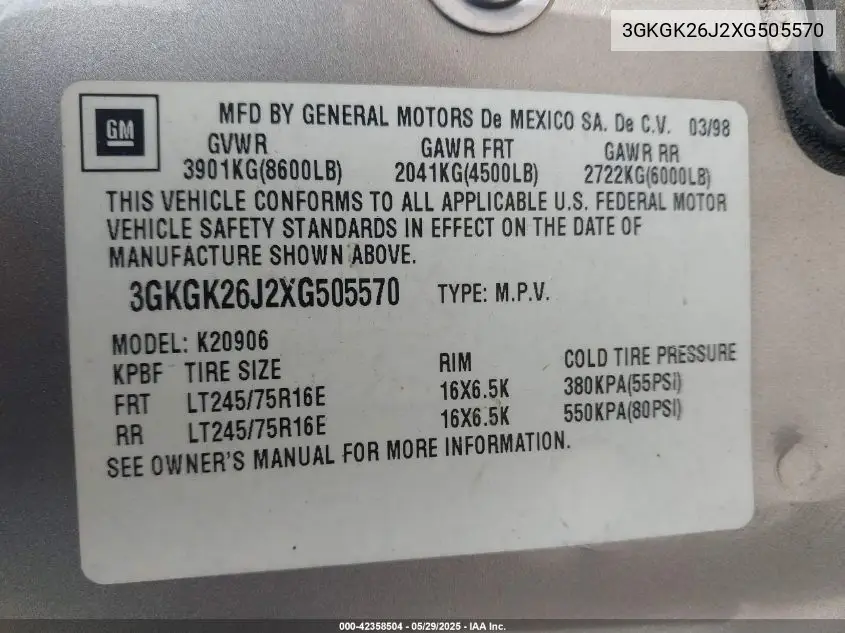 3GKGK26J2XG505570
GM
MFD BY GENERAL MOTORS De MEXICO SA. De C.V. 03/98
GVWR GAWR FRT GAWR RR
3901KG(8600LB) 2041KG(4500LB) 2722KG(6000LB)
THIS VEHICLE CONFORMS TO ALL APPLICABLE U.S. FEDERAL MOTOR
VEHICLE SAFETY STANDARDS IN EFFECT ON THE DATE OF
MANUFACTURE SHOWN ABOVE.
3GKGK26J2XG505570 TYPE: M.P.V.
MODEL: K20906
KPBF TIRE SIZE RIM COLD TIRE PRESSURE
FRT LT245/75R16E 16X6.5K 380KPA(55PSI)
RR LT245/75R16E 16X6.5K 550KPA(80PSI)
SEE OWNER'S MANUAL FOR MORE INFORMATION.
000-42358504 - 05/29/2025 - IAA Inc.